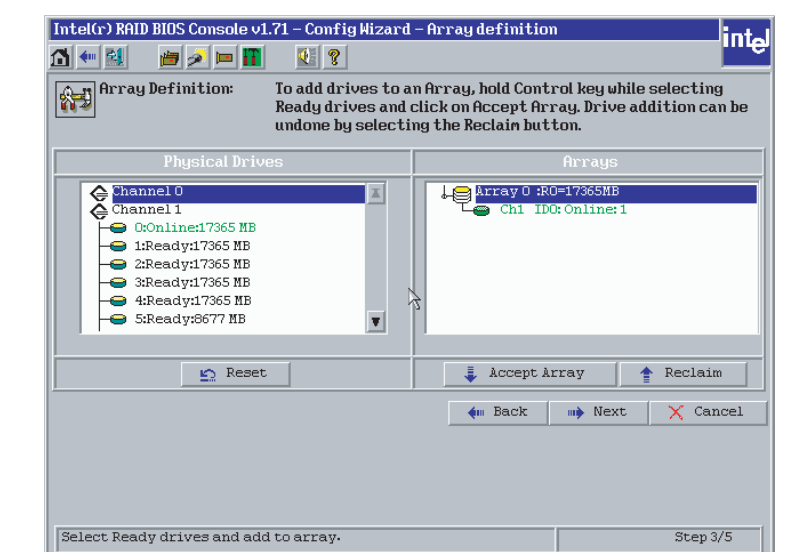 Intel(r) RAID BIOS Console v1.71 – Config Wizard – Array definition
intel
Array Definition:
To add drives to an Array, hold Control key while selecting
Ready drives and click on Accept Array. Drive addition can be
undone by selecting the Reclaim button.
Physical Drives
Channel 0
Channel 1
0:Online:17365 MB
1:Ready:17365 MB
2:Ready:17365 MB
3:Ready:17365 MB
4:Ready:17365 MB
5:Ready:8677 MB
Reset
Arrays
Array 0 :R0=17365MB
Ch1 ID0: Online: 1
Accept Array
Reclaim
Back
Next
Cancel
Select Ready drives and add to array.
Step 3/5